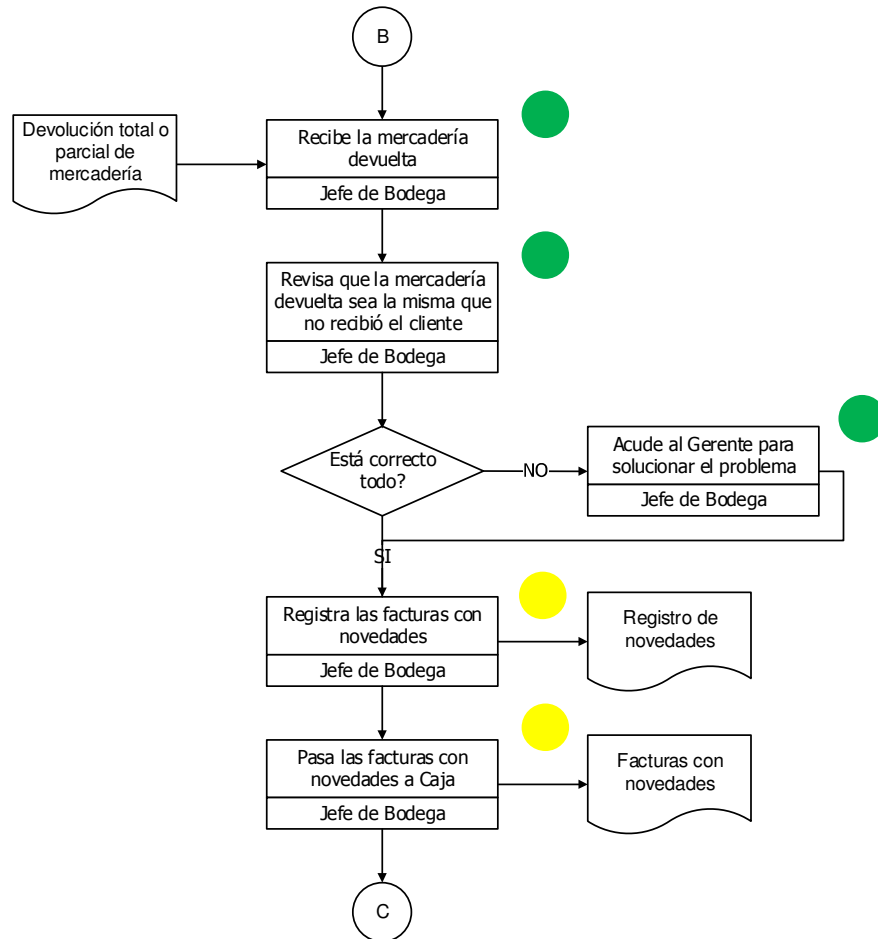 B
Devolución total o
parcial de
mercadería
Recibe la mercadería
devuelta
Jefe de Bodega
Revisa que la mercadería
devuelta sea la misma que
no recibió el cliente
Jefe de Bodega
Está correcto
todo?
NO
Acude al Gerente para
solucionar el problema
Jefe de Bodega
SI
Registra las facturas con
novedades
Jefe de Bodega
Registro de
novedades
Pasa las facturas con
novedades a Caja
Jefe de Bodega
Facturas con
novedades
C